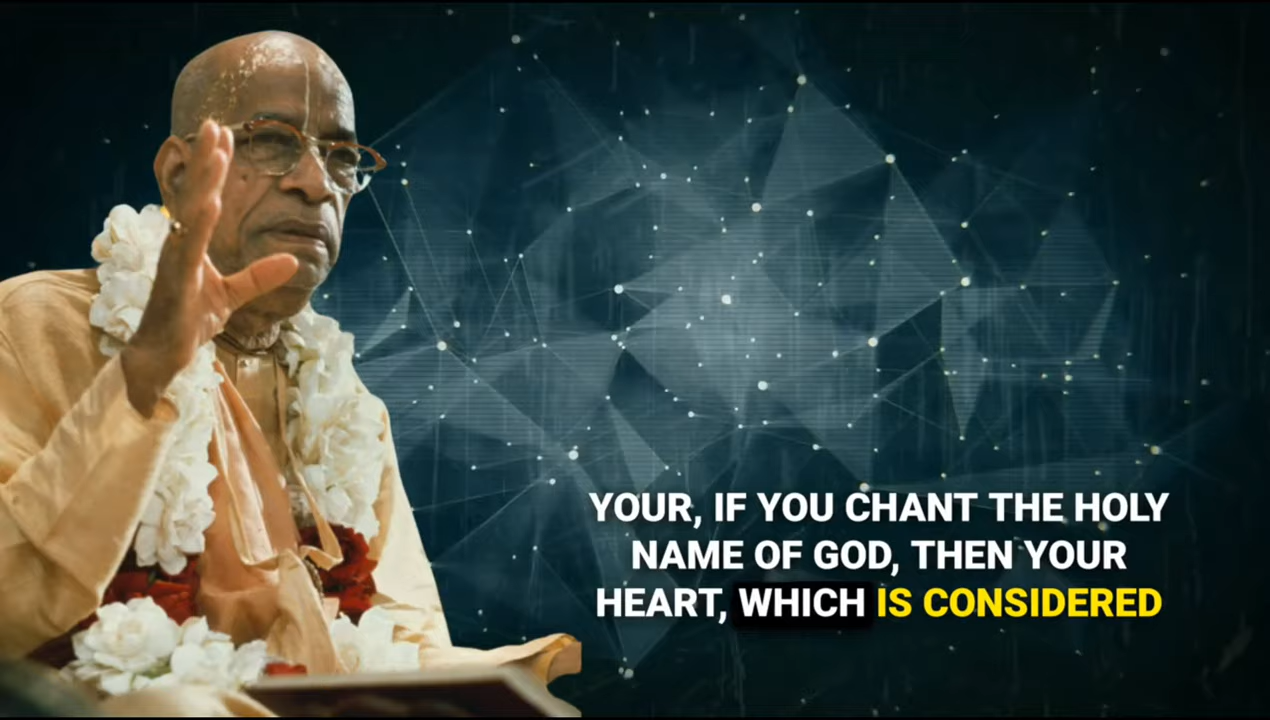 YOUR, IF YOU CHANT THE HOLY
NAME OF GOD, THEN YOUR
HEART, WHICH IS CONSIDERED